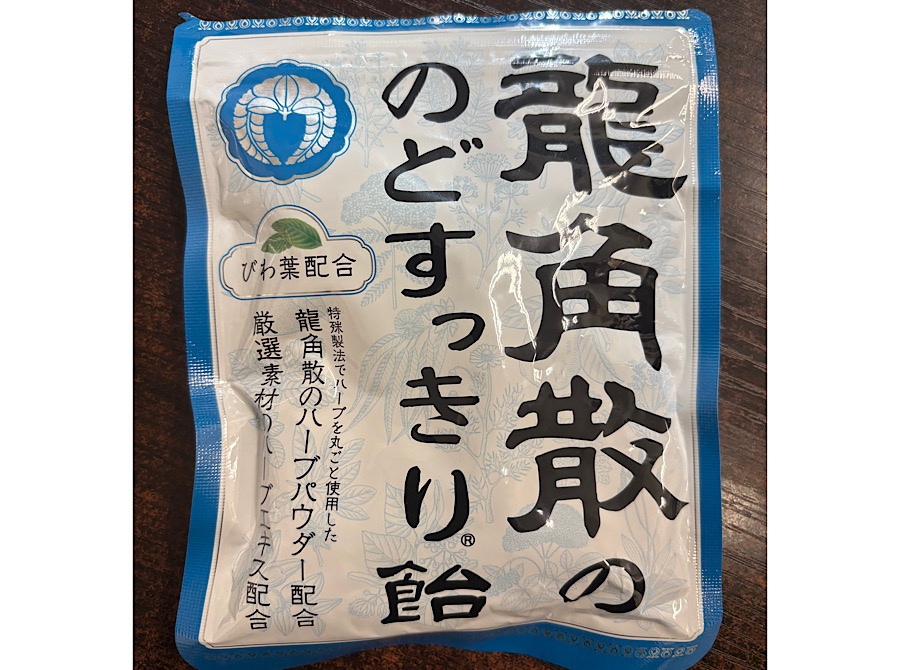 龍角散の
のどすっきり®飴
びわ葉配合
特殊製法でハーブを丸ごと使用した
龍角散のハーブパウダー配合
厳選素材のハーブエキス配合